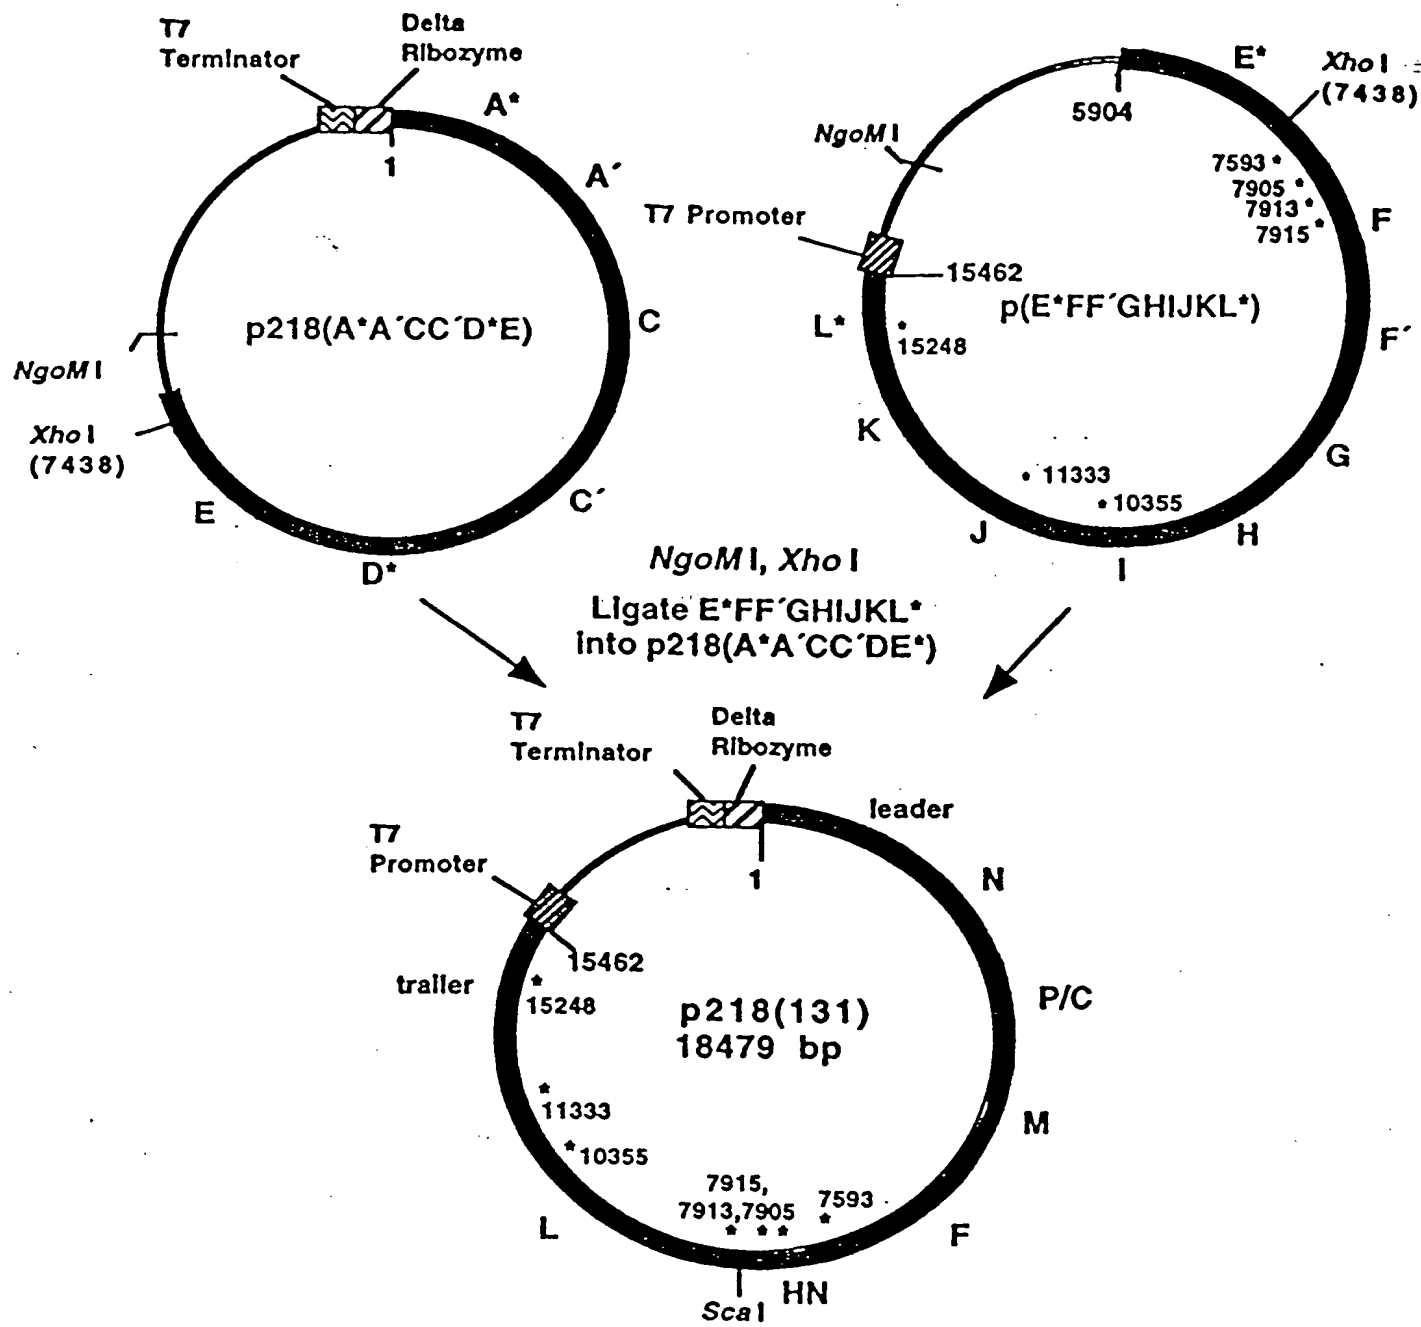 T7
Terminator
Delta
Ribozyme
A*
1
A´
C
p218(A*A´CC´D*E)
NgoM I
Xho I
(7438)
E
D*
C´
E*
Xho I
(7438)
5904
NgoM I
7593 *
7905 *
7913 *
7915 *
F
T7 Promoter
15462
p(E*FF´GHIJKL*)
L*
*
15248
F´
K
G
* 11333
* 10355
J
H
I
NgoM I, Xho I
Ligate E*FF´GHIJKL*
into p218(A*A´CC´DE*)
T7
Terminator
Delta
Ribozyme
leader
T7
Promoter
1
N
15462
trailer
*
15248
p218(131)
18479 bp
P/C
*
11333
* 10355
M
7915,
7913,7905
* * *
7593
*
L
F
HN
Sca I